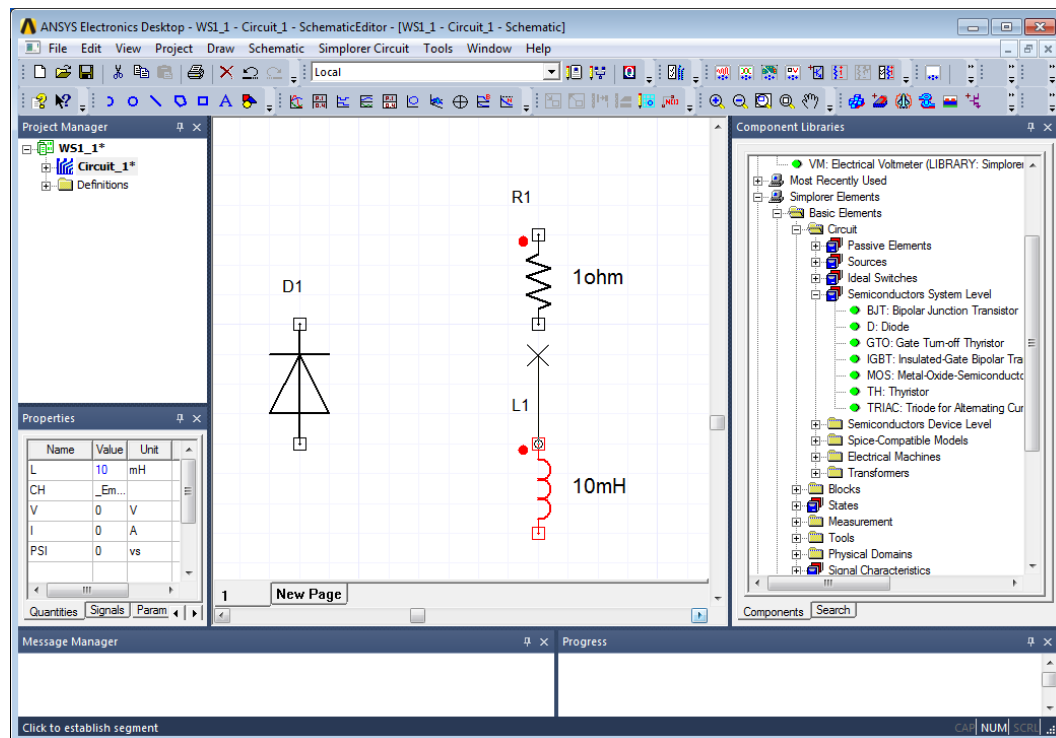 ANSYS Electronics Desktop - WS1_1 - Circuit_1 - SchematicEditor - [WS1_1 - Circuit_1 - Schematic]
File Edit View Project Draw Schematic Simplorer Circuit Tools Window Help
Local
Project Manager
WS1_1*
Circuit_1*
Definitions
Properties
Name Value Unit
L 10 mH
CH _Em...
V 0 V
I 0 A
PSI 0 vs
Quantities Signals Param
R1
1ohm
D1
L1
10mH
1 New Page
Component Libraries
VM: Electrical Voltmeter (LIBRARY: Simplorer
Most Recently Used
Simplorer Elements
Basic Elements
Circuit
Passive Elements
Sources
Ideal Switches
Semiconductors System Level
BJT: Bipolar Junction Transistor
D: Diode
GTO: Gate Turn-off Thyristor
IGBT: Insulated-Gate Bipolar Tra
MOS: Metal-Oxide-Semiconducto
TH: Thyristor
TRIAC: Triode for Alternating Cur
Semiconductors Device Level
Spice-Compatible Models
Electrical Machines
Transformers
Blocks
States
Measurement
Tools
Physical Domains
Signal Characteristics
Components Search
Message Manager
Progress
Click to establish segment
CAP NUM SCRL